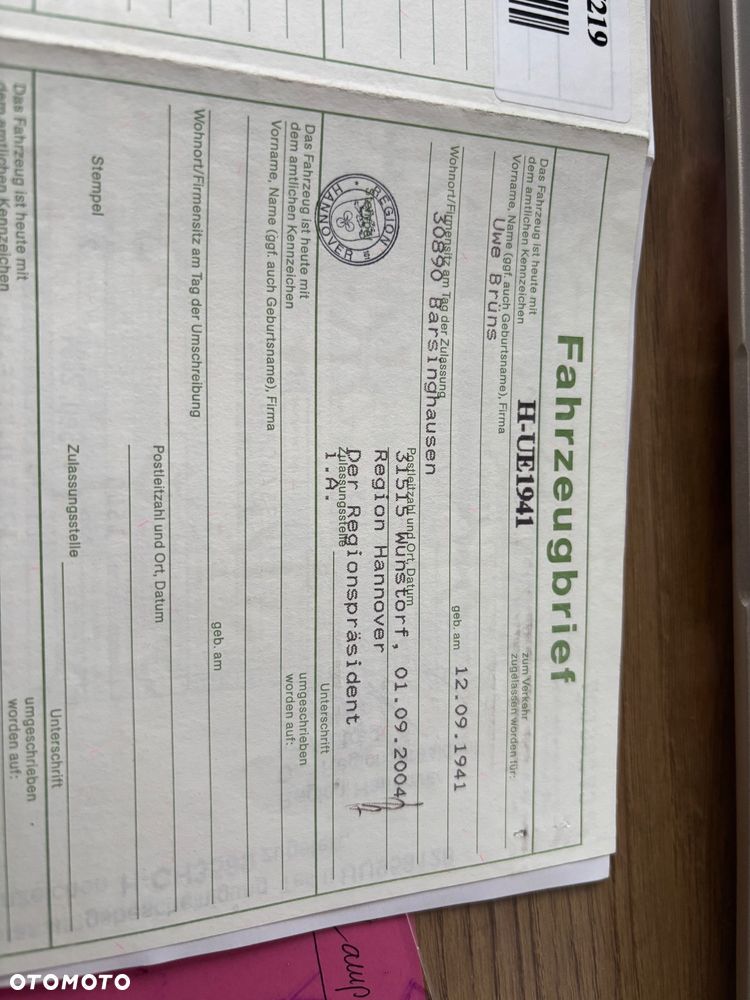 219
Fahrzeugbrief
Das Fahrzeug ist heute mit
dem amtlichen Kennzeichen
H-UE1941
zum Verkehr
zugelassen worden für:
Vorname, Name (ggf. auch Geburtsname), Firma
Uwe Brüns
geb. am
12.09.1941
Wohnort/Firmensitz am Tag der Zulassung
30890 Barsinghausen
Postleitzahl und Ort, Datum
31515 Wunstorf, 01.09.2004
Region Hannover
Der Regionspräsident
Zulassungsstelle
I.A.
Unterschrift
REGION
HANNOVER
Das Fahrzeug ist heute mit
dem amtlichen Kennzeichen
umgeschrieben
worden auf:
Vorname, Name (ggf. auch Geburtsname), Firma
geb. am
Wohnort/Firmensitz am Tag der Umschreibung
Postleitzahl und Ort, Datum
Stempel
Zulassungsstelle
Unterschrift
Das Fahrzeug ist heute mit
dem amtlichen Kennzeichen
umgeschrieben
worden auf:
OTOMOTO